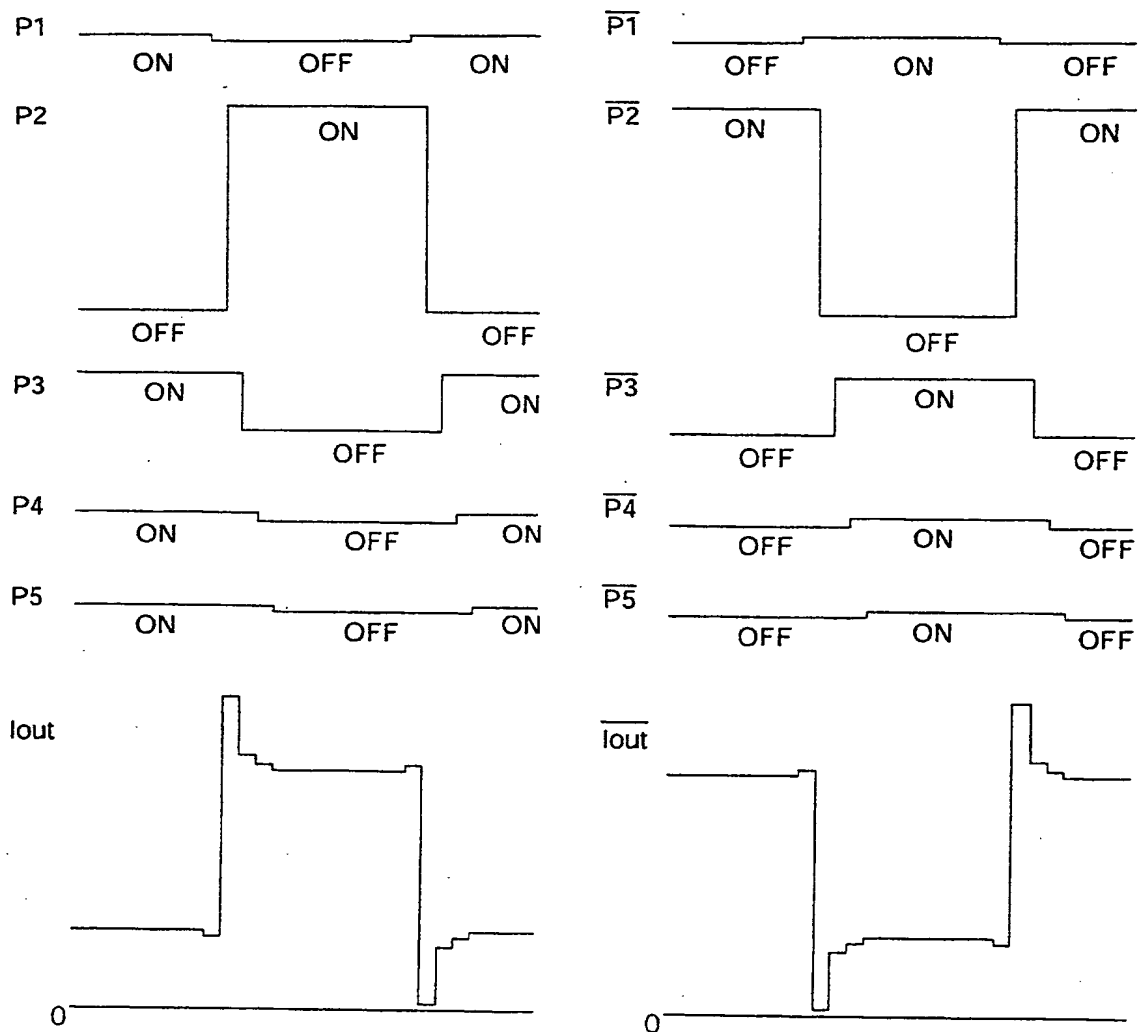 P1
ON OFF ON
P2
ON
OFF OFF
P3
ON ON
OFF
P4
ON OFF ON
P5
ON OFF ON
Iout
0
P̅1̅
OFF ON OFF
P̅2̅
ON ON
OFF
P̅3̅
ON
OFF OFF
P̅4̅
OFF ON OFF
P̅5̅
OFF ON OFF
I̅o̅u̅t̅
0